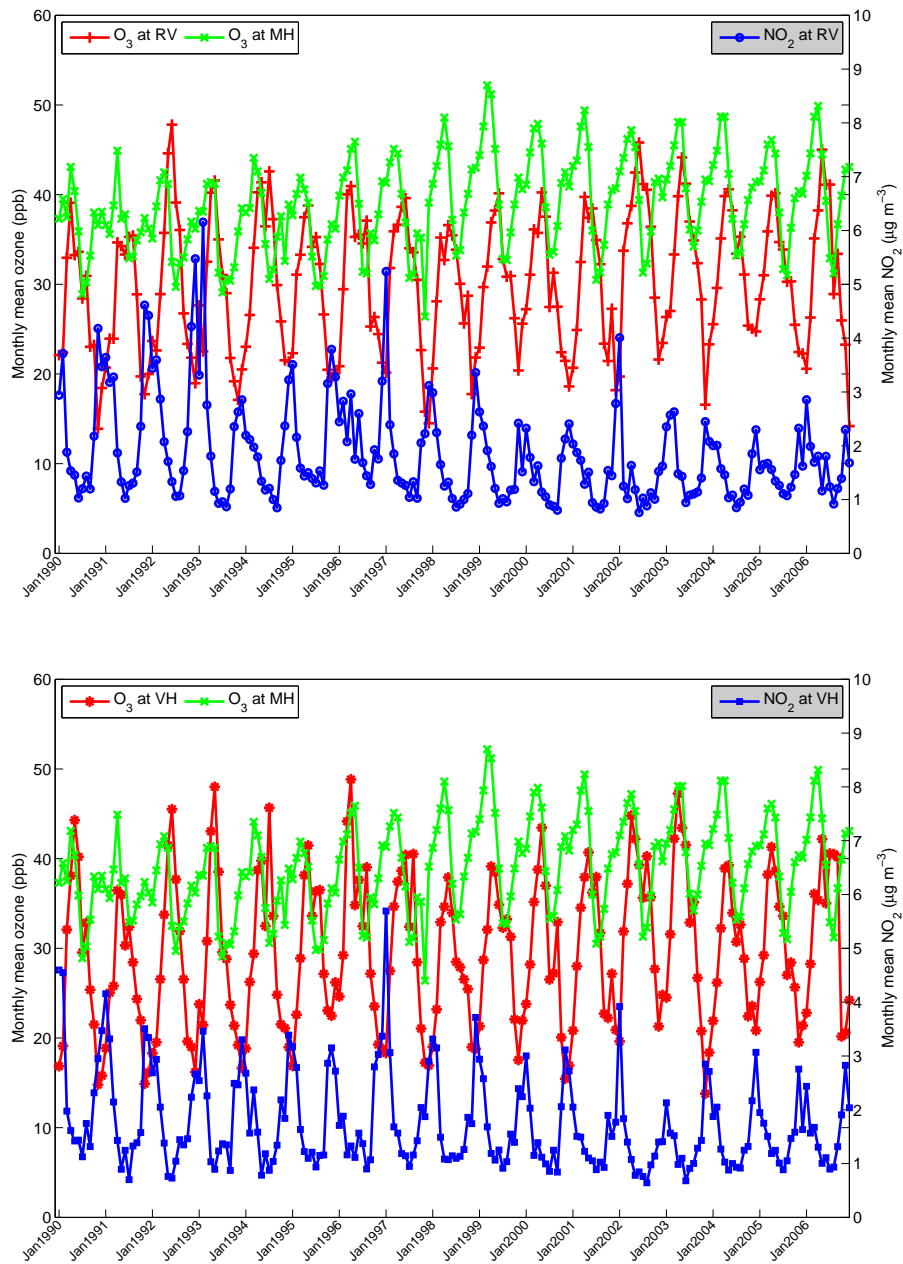 60
50
40
30
20
10
0
10
9
8
7
6
5
4
3
2
1
0
Monthly mean ozone (ppb)
Monthly mean NO2 (μg m−3)
O3 at RV
O3 at MH
NO2 at RV
Jan1990
Jan1991
Jan1992
Jan1993
Jan1994
Jan1995
Jan1996
Jan1997
Jan1998
Jan1999
Jan2000
Jan2001
Jan2002
Jan2003
Jan2004
Jan2005
Jan2006
60
50
40
30
20
10
0
10
9
8
7
6
5
4
3
2
1
0
Monthly mean ozone (ppb)
Monthly mean NO2 (μg m−3)
O3 at VH
O3 at MH
NO2 at VH
Jan1990
Jan1991
Jan1992
Jan1993
Jan1994
Jan1995
Jan1996
Jan1997
Jan1998
Jan1999
Jan2000
Jan2001
Jan2002
Jan2003
Jan2004
Jan2005
Jan2006